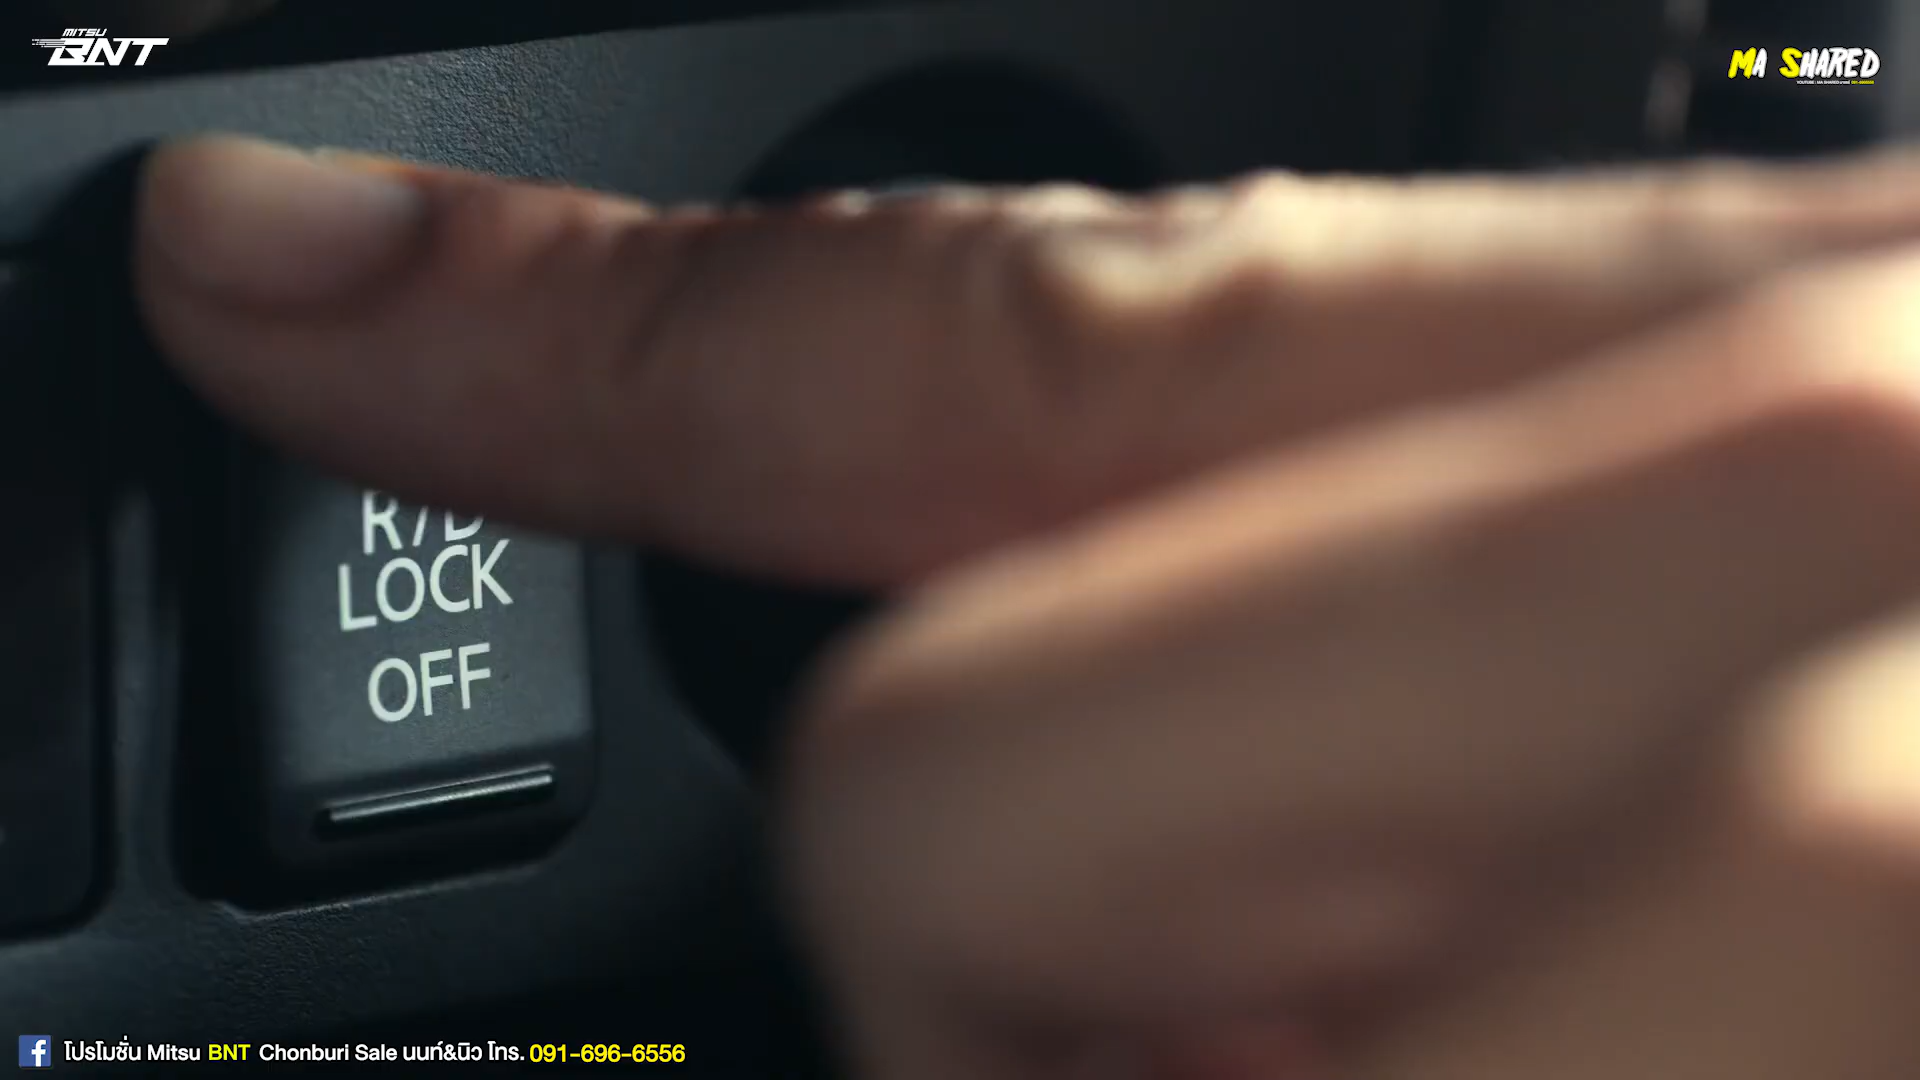 MITSU
BNT
MA SHARED
R/D
LOCK
OFF
โปรโมชั่น Mitsu BNT Chonburi Sale นนท์&นิว โทร. 091-696-6556